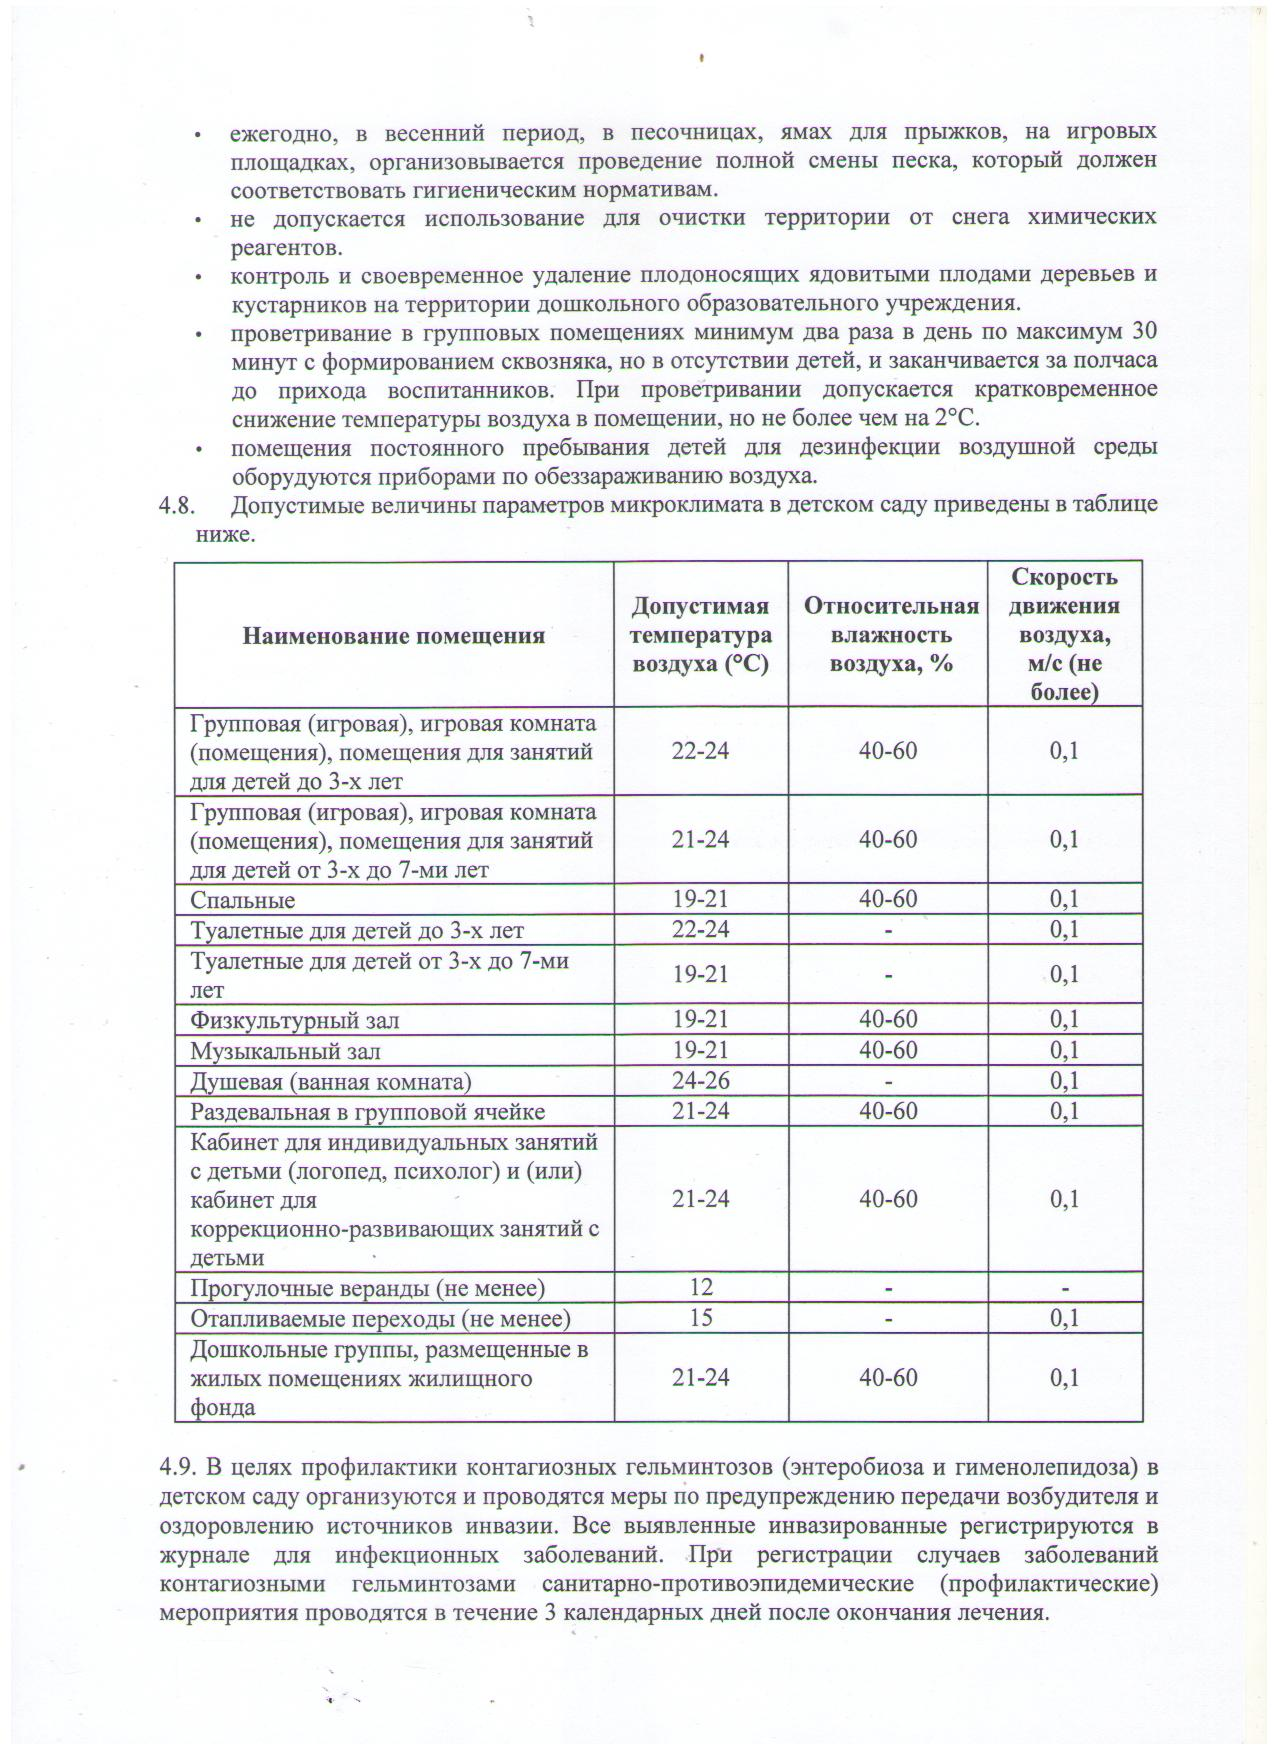 • ежегодно, в весенний период, в песочницах, ямах для прыжков, на игровых
площадках, организовывается проведение полной смены песка, который должен
соответствовать гигиеническим нормативам.
• не допускается использование для очистки территории от снега химических
реагентов.
• контроль и своевременное удаление плодоносящих ядовитыми плодами деревьев и
кустарников на территории дошкольного образовательного учреждения.
• проветривание в групповых помещениях минимум два раза в день по максимум 30
минут с формированием сквозняка, но в отсутствии детей, и заканчивается за полчаса
до прихода воспитанников. При проветривании допускается кратковременное
снижение температуры воздуха в помещении, но не более чем на 2°С.
• помещения постоянного пребывания детей для дезинфекции воздушной среды
оборудуются приборами по обеззараживанию воздуха.
4.8. Допустимые величины параметров микроклимата в детском саду приведены в таблице
ниже.
Наименование помещения
Допустимая
температура
воздуха (°С)
Относительная
влажность
воздуха, %
Скорость
движения
воздуха,
м/с (не
более)
Групповая (игровая), игровая комната
(помещения), помещения для занятий
для детей до 3-х лет
22-24 40-60 0,1
Групповая (игровая), игровая комната
(помещения), помещения для занятий
для детей от 3-х до 7-ми лет
21-24 40-60 0,1
Спальные 19-21 40-60 0,1
Туалетные для детей до 3-х лет 22-24 - 0,1
Туалетные для детей от 3-х до 7-ми
лет
19-21 - 0,1
Физкультурный зал 19-21 40-60 0,1
Музыкальный зал 19-21 40-60 0,1
Душевая (ванная комната) 24-26 - 0,1
Раздевальная в групповой ячейке 21-24 40-60 0,1
Кабинет для индивидуальных занятий
с детьми (логопед, психолог) и (или)
кабинет для
коррекционно-развивающих занятий с
детьми
21-24 40-60 0,1
Прогулочные веранды (не менее) 12 - -
Отапливаемые переходы (не менее) 15 - 0,1
Дошкольные группы, размещенные в
жилых помещениях жилищного
фонда
21-24 40-60 0,1
4.9. В целях профилактики контагиозных гельминтозов (энтеробиоза и гименолепидоза) в
детском саду организуются и проводятся меры по предупреждению передачи возбудителя и
оздоровлению источников инвазии. Все выявленные инвазированные регистрируются в
журнале для инфекционных заболеваний. При регистрации случаев заболеваний
контагиозными гельминтозами санитарно-противоэпидемические (профилактические)
мероприятия проводятся в течение 3 календарных дней после окончания лечения.